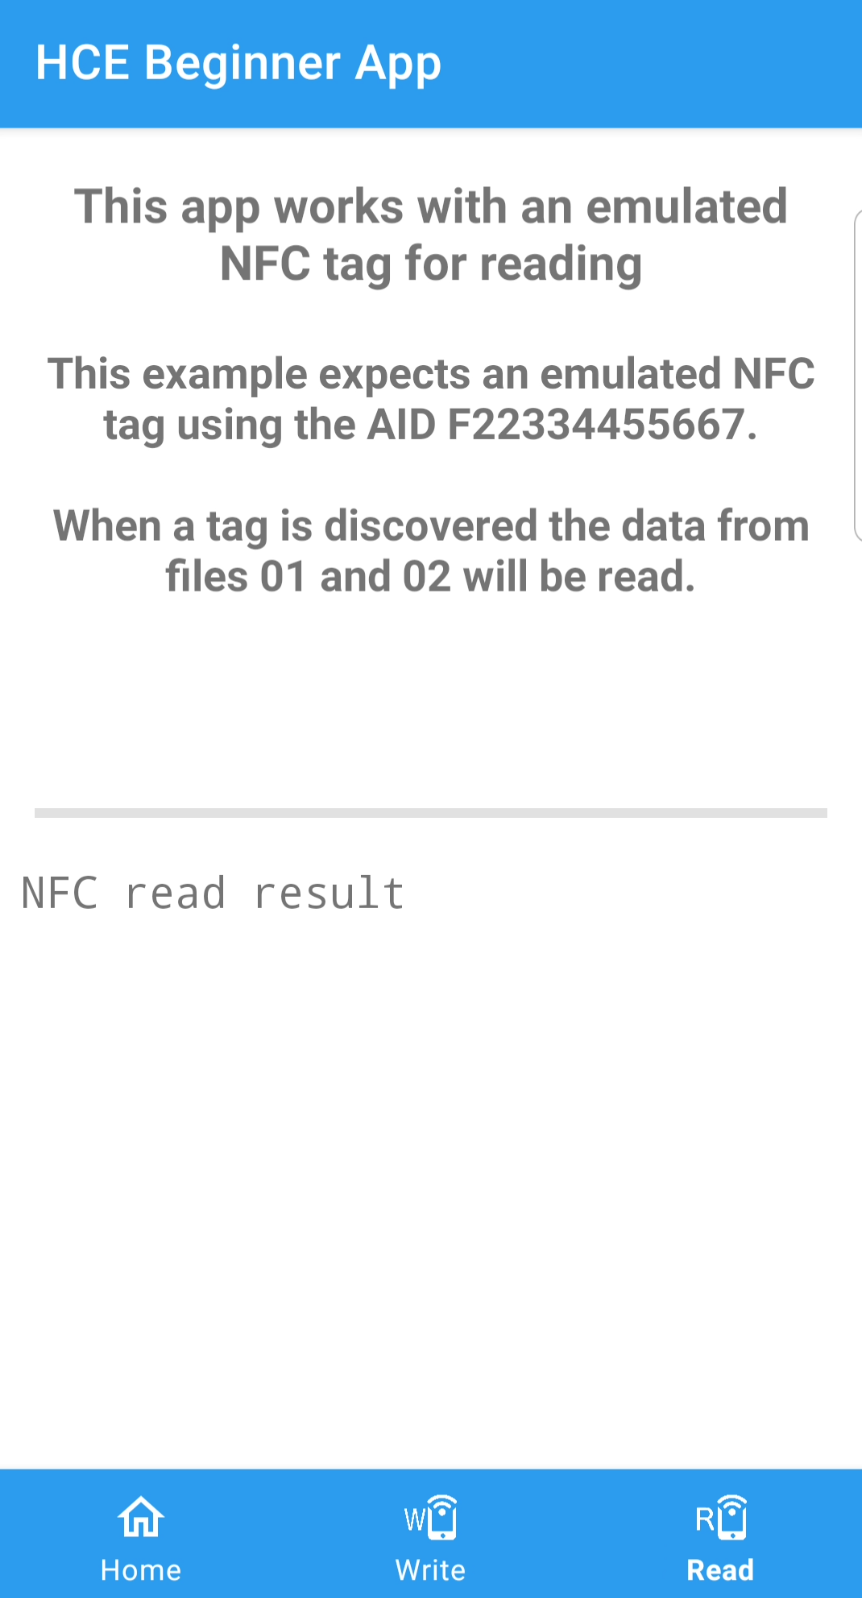 HCE Beginner App
This app works with an emulated
NFC tag for reading
This example expects an emulated NFC
tag using the AID F22334455667.
When a tag is discovered the data from
files 01 and 02 will be read.
NFC read result
W
R
Home
Write
Read